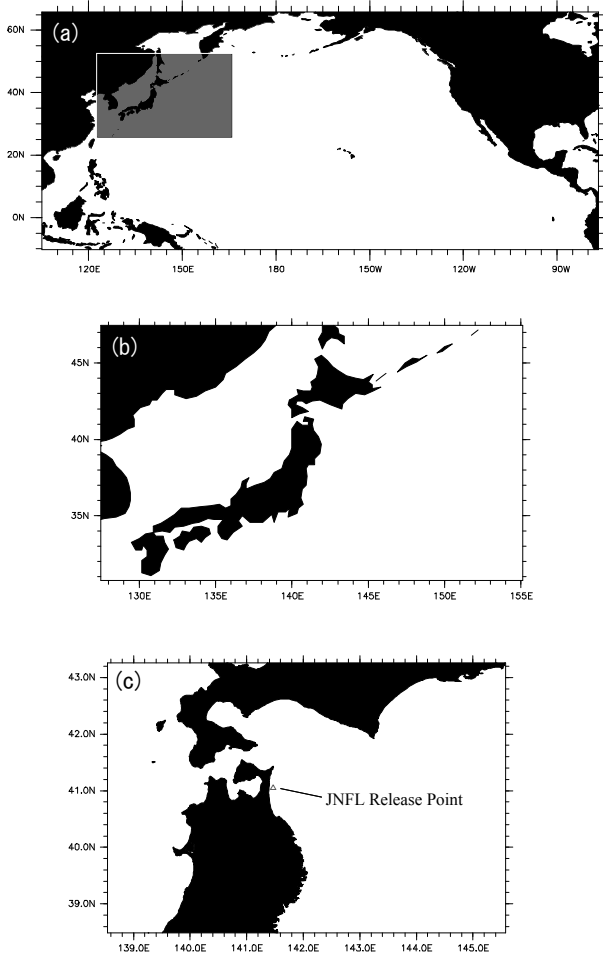 (a)
60N
40N
20N
0N
120E 150E 180 150W 120W 90W
(b)
45N
40N
35N
130E 135E 140E 145E 150E 155E
(c)
43.0N
42.0N
41.0N
JNFL Release Point
40.0N
39.0N
139.0E 140.0E 141.0E 142.0E 143.0E 144.0E 145.0E